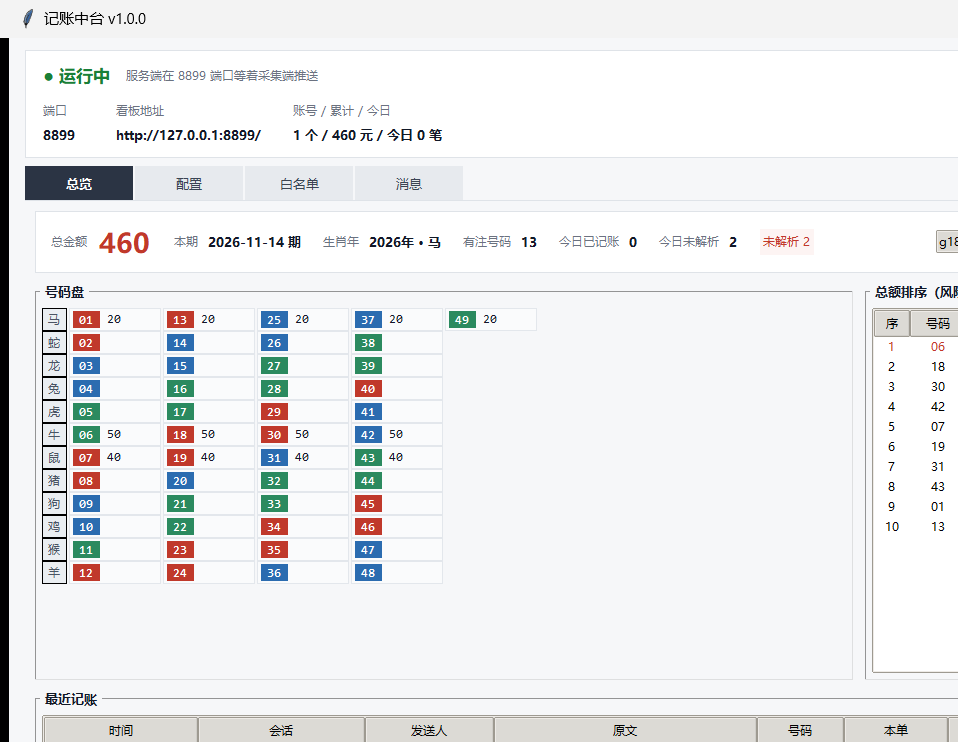 记账中台 v1.0.0
● 运行中 服务端在 8899 端口等着采集端推送
端口 看板地址 账号 / 累计 / 今日
8899 http://127.0.0.1:8899/ 1 个 / 460 元 / 今日 0 笔
总览 配置 白名单 消息
总金额 460 本期 2026-11-14 期 生肖年 2026年 • 马 有注号码 13 今日已记账 0 今日未解析 2 未解析 2 g18
号码盘
马 01 20 13 20 25 20 37 20 49 20
蛇 02 14 26 38
龙 03 15 27 39
兔 04 16 28 40
虎 05 17 29 41
牛 06 50 18 50 30 50 42 50
鼠 07 40 19 40 31 40 43 40
猪 08 20 32 44
狗 09 21 33 45
鸡 10 22 34 46
猴 11 23 35 47
羊 12 24 36 48
总额排序（风
序 号码
1 06
2 18
3 30
4 42
5 07
6 19
7 31
8 43
9 01
10 13
最近记账
时间 会话 发送人 原文 号码 本单